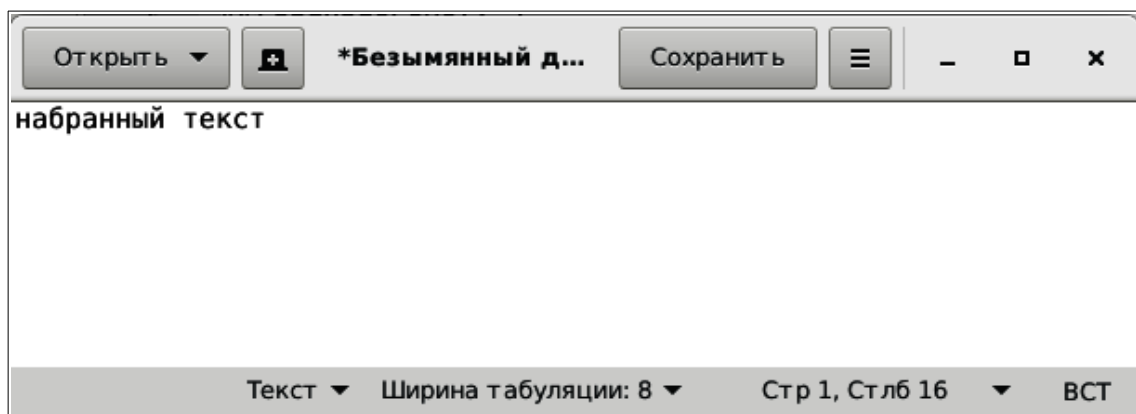 Открыть *Безымянный д... Сохранить
набранный текст
Текст Ширина табуляции: 8 Стр 1, Стлб 16 ВСТ